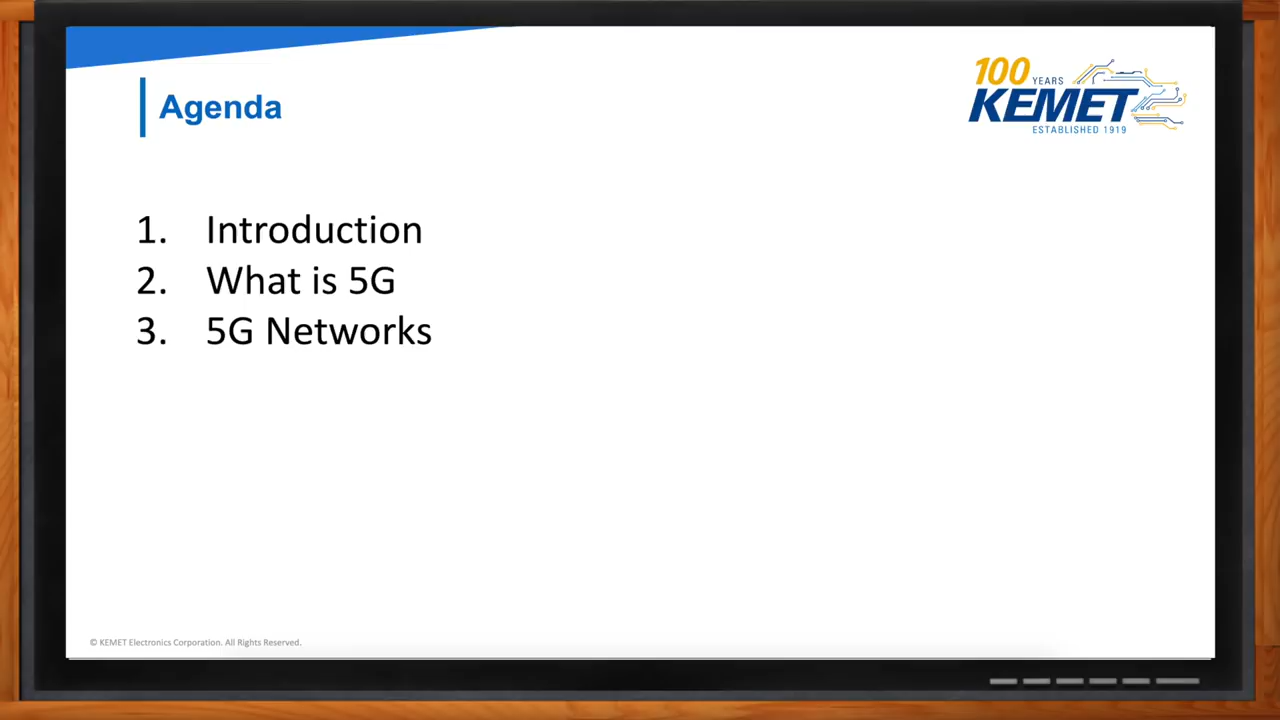 Agenda
100 YEARS
KEMET
ESTABLISHED 1919
1. Introduction
2. What is 5G
3. 5G Networks
© KEMET Electronics Corporation. All Rights Reserved.